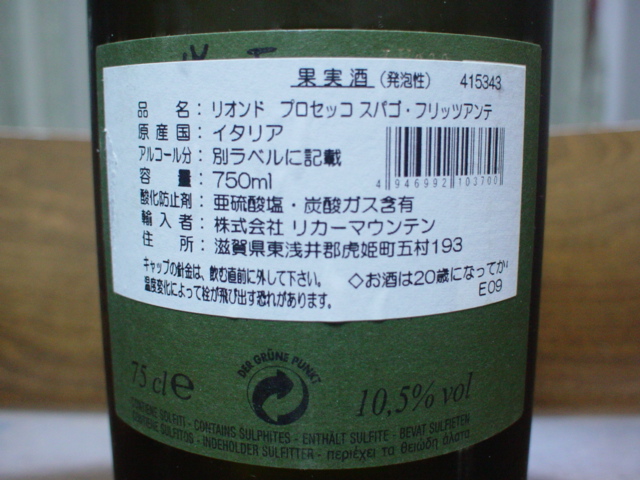 果実酒（発泡性） 415343
品名：リオンド プロセッコ スパゴ・フリッツアンテ
原産国：イタリア
アルコール分：別ラベルに記載
容量：750ml
4 946992 103700
酸化防止剤：亜硫酸塩・炭酸ガス含有
輸入者：株式会社 リカーマウンテン
住所：滋賀県東浅井郡虎姫町五村193
キャップの針金は、飲む直前に外して下さい。
温度変化によって栓が飛び出す恐れがあります。
◇お酒は20歳になってか
E09
75 cl e
DER GRÜNE PUNKT
10,5% vol
CONTIENE SOLFITI - CONTAINS SULPHITES - ENTHÄLT SULFITE - BEVAT SULFIETEN
CONTIENE SULFITOS - INDEHOLDER SULFITTER - περιέχει τα θειώδη άλατα